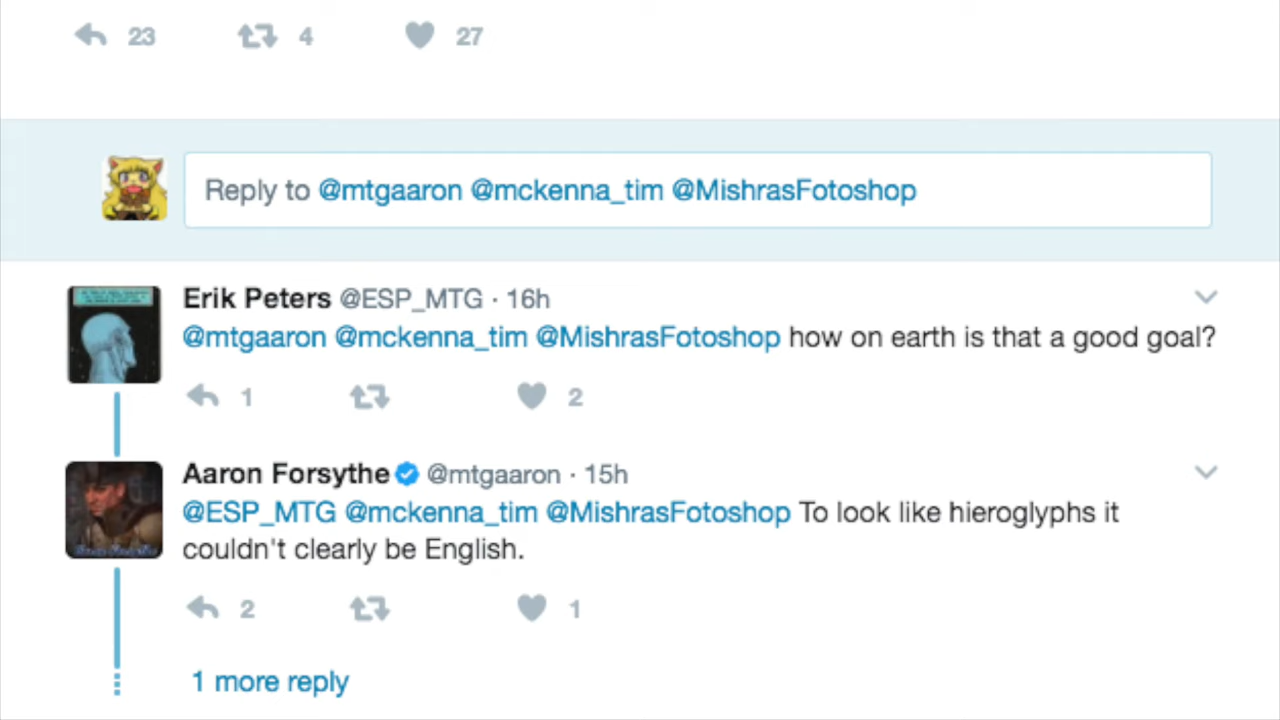 23 4 27
Reply to @mtgaaron @mckenna_tim @MishrasFotoshop
Erik Peters @ESP_MTG · 16h
@mtgaaron @mckenna_tim @MishrasFotoshop how on earth is that a good goal?
1 2
Aaron Forsythe @mtgaaron · 15h
@ESP_MTG @mckenna_tim @MishrasFotoshop To look like hieroglyphs it
couldn't clearly be English.
2 1
1 more reply